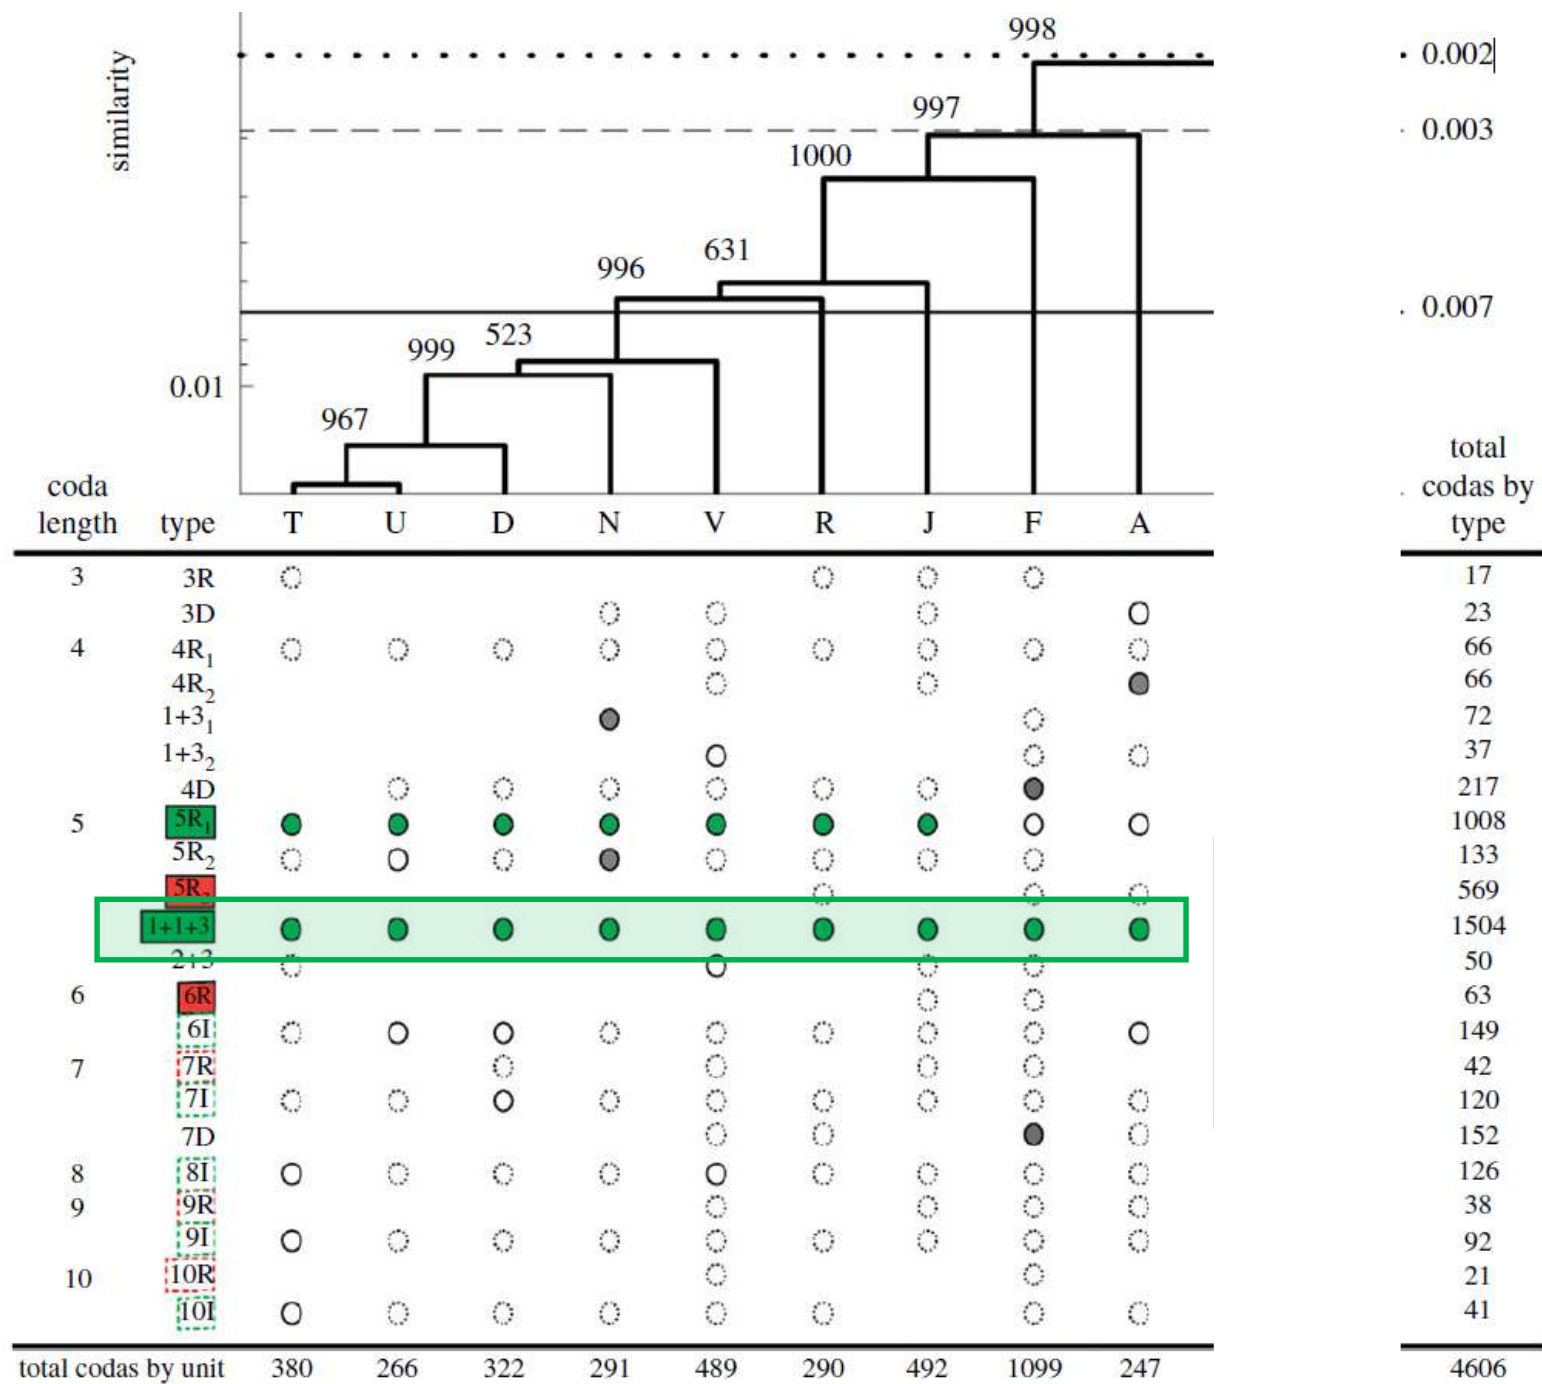 998
0.002
similarity
997
0.003
1000
631
996
0.007
523
999
0.01
967
total
coda codas by
length type T U D N V R J F A type
3 3R 17
3D 23
4 4R1 66
4R2 66
1+31 72
1+32 37
4D 217
5 5R1 1008
5R2 133
5R3 569
1+1+3 1504
2+3 50
6 6R 63
6I 149
7 7R 42
7I 120
7D 152
8 8I 126
9 9R 38
9I 92
10 10R 21
10I 41
total codas by unit 380 266 322 291 489 290 492 1099 247 4606